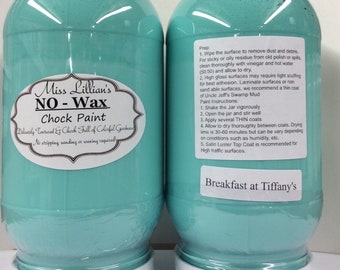 Miss Lillian's
NO - Wax
Chock Paint
Delicately Textured & Chock Full of Colorful Goodness
No stripping sanding or waxing required!
Prep
1. Wipe the surface to remove dust and debris.
For sticky or oily residue from old polish or spills,
clean thoroughly with vinegar and hot water
(50:50) and allow to dry.
2. High gloss surfaces may require light scuffing
for best adhesion. Laminate surfaces or non
sand able surfaces, we recommend a thin coat
of Uncle Jeff's Swamp Mud
Paint Instructions:
1. Shake the Jar vigorously
2. Open the jar and stir well
3. Apply several THIN coats
4. Allow to dry thoroughly between coats. Drying
time is 30-60 minutes but can be vary depending
on conditions such as humidity, etc.
5. Satin Luster Top Coat is recommended for
High traffic surfaces.
Breakfast at Tiffany's